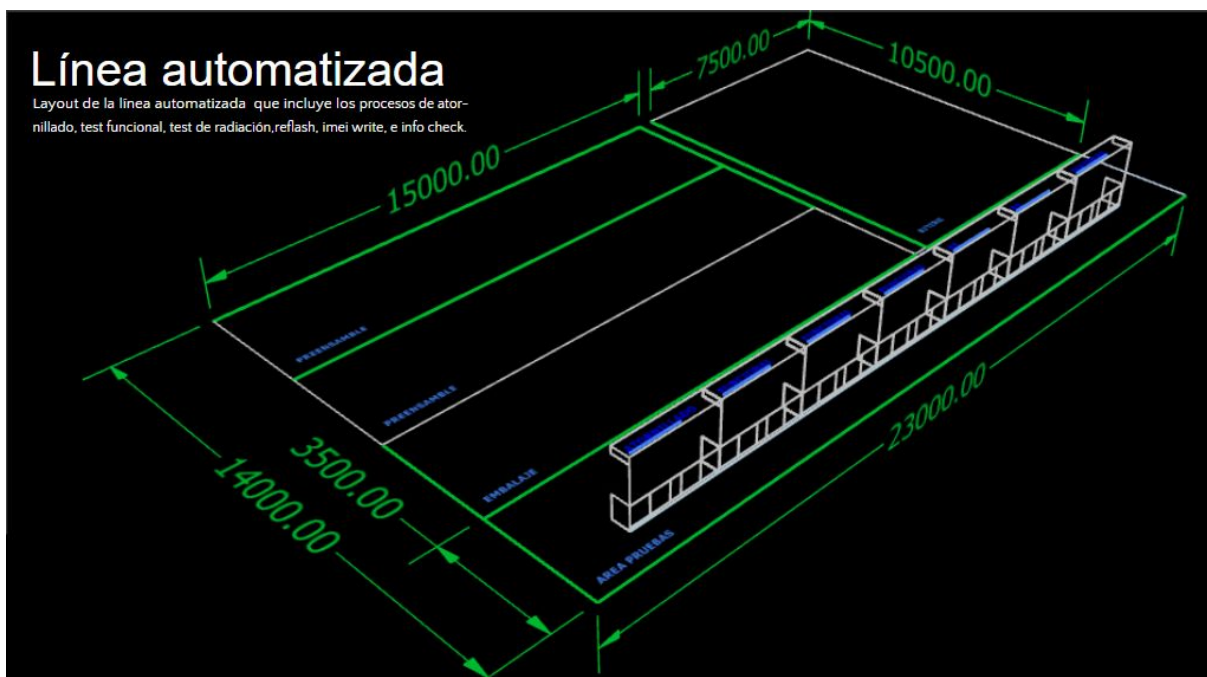 Línea automatizada
Layout de la línea automatizada que incluye los procesos de ator-
nillado, test funcional, test de radiación,reflash, imei write, e info check.
7500.00
10500.00
15000.00
PREENSAMBLE
PREENSAMBLE
EMBALAJE
AREA PRUEBAS
3500.00
14000.00
23000.00